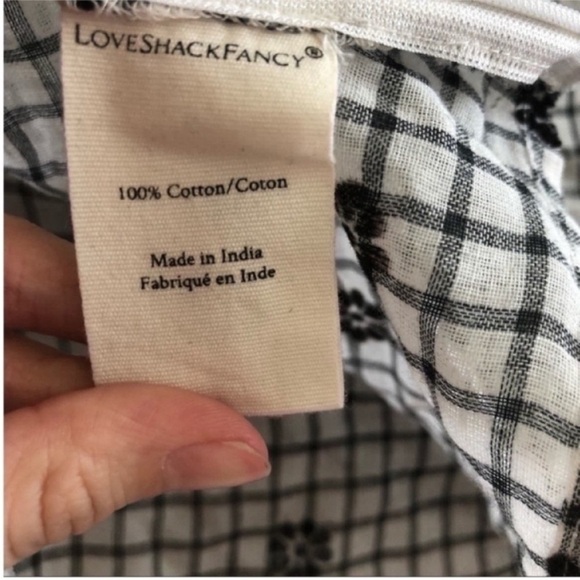 LOVESHACKFANCY®
100% Cotton/Coton
Made in India
Fabriqué en Inde